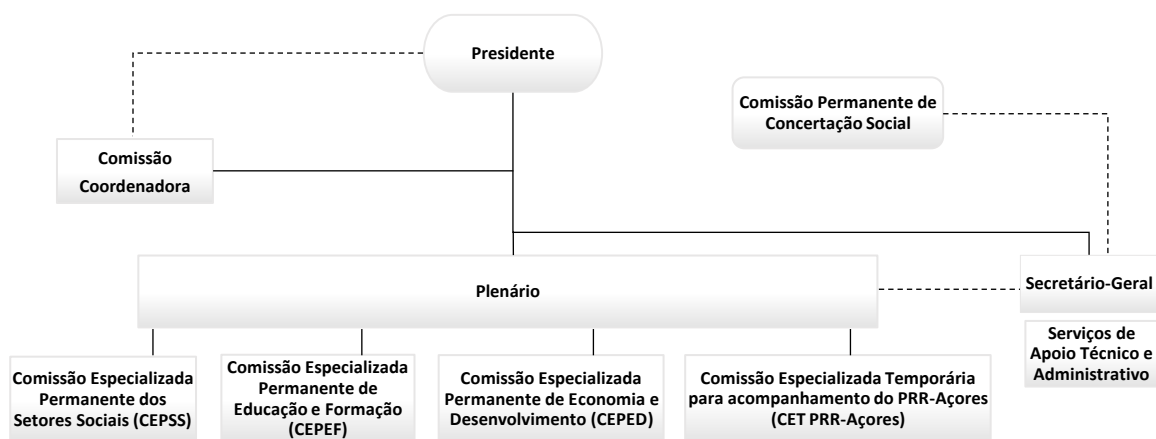 Presidente
Comissão Permanente de
Concertação Social
Comissão
Coordenadora
Plenário
Secretário-Geral
Serviços de
Apoio Técnico e
Administrativo
Comissão Especializada
Permanente dos
Setores Sociais (CEPSS)
Comissão Especializada
Permanente de
Educação e Formação
(CEPEF)
Comissão Especializada
Permanente de Economia e
Desenvolvimento (CEPED)
Comissão Especializada Temporária
para acompanhamento do PRR-Açores
(CET PRR-Açores)